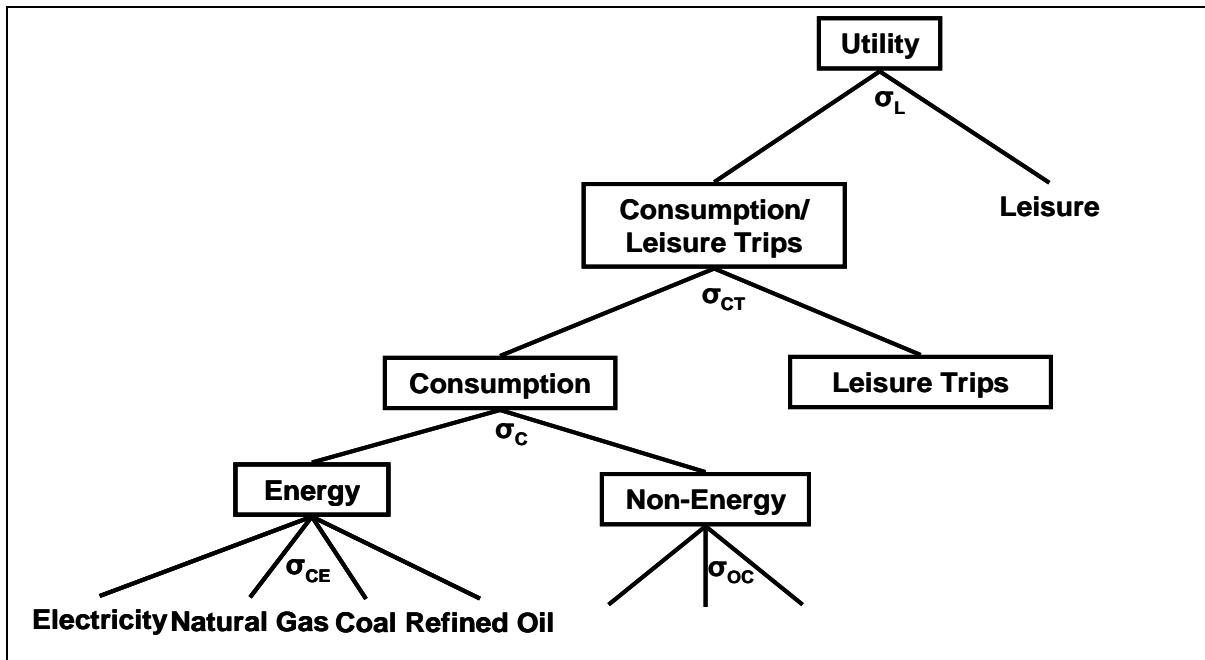 Utility
σL
Consumption/
Leisure Trips
Leisure
σCT
Consumption
Leisure Trips
σC
Energy
Non-Energy
σCE
σOC
Electricity Natural Gas Coal Refined Oil